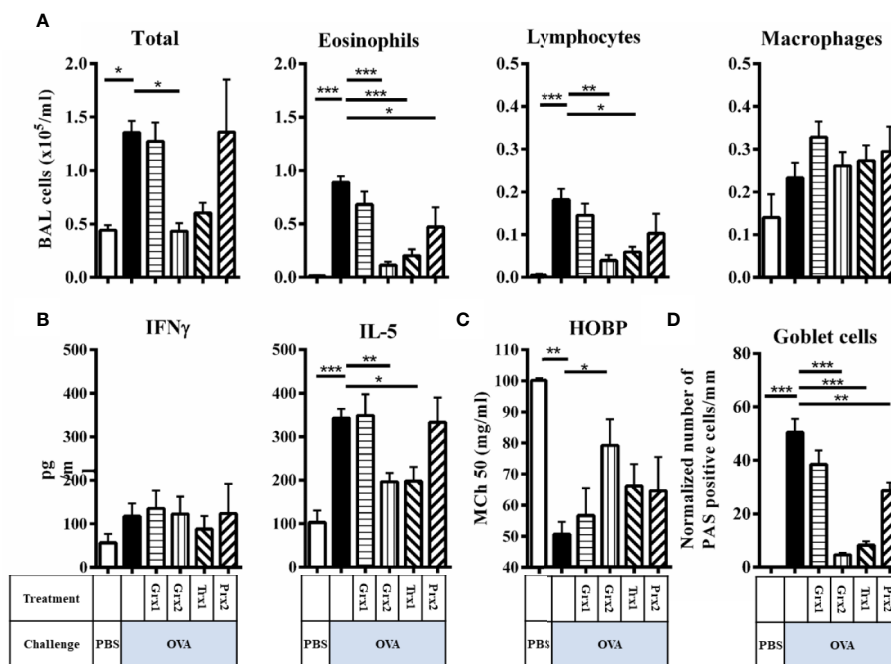 A
Total
Eosinophils
Lymphocytes
Macrophages
BAL cells (x10⁵/ml)
2.0
1.5
1.0
0.5
0.0
*
*
2.0
1.5
1.0
0.5
0.0
***
***
***
*
0.5
0.4
0.3
0.2
0.1
0.0
***
**
*
0.5
0.4
0.3
0.2
0.1
0.0
B
IFNγ
IL-5
C
HOBP
D
Goblet cells
pg
m
500
400
300
200
100
0
500
400
300
200
100
0
***
**
*
MCh 50 (mg/ml)
100
90
80
70
60
50
40
**
*
Normalized number of
PAS positive cells/mm
80
60
40
20
0
***
***
***
**
Treatment
Grx1
Grx2
Trx1
Prx2
Grx1
Grx2
Trx1
Prx2
Grx1
Grx2
Trx1
Prx2
Grx1
Grx2
Trx1
Prx2
Challenge
PBS
OVA
PBS
OVA
PBS
OVA
PBS
OVA